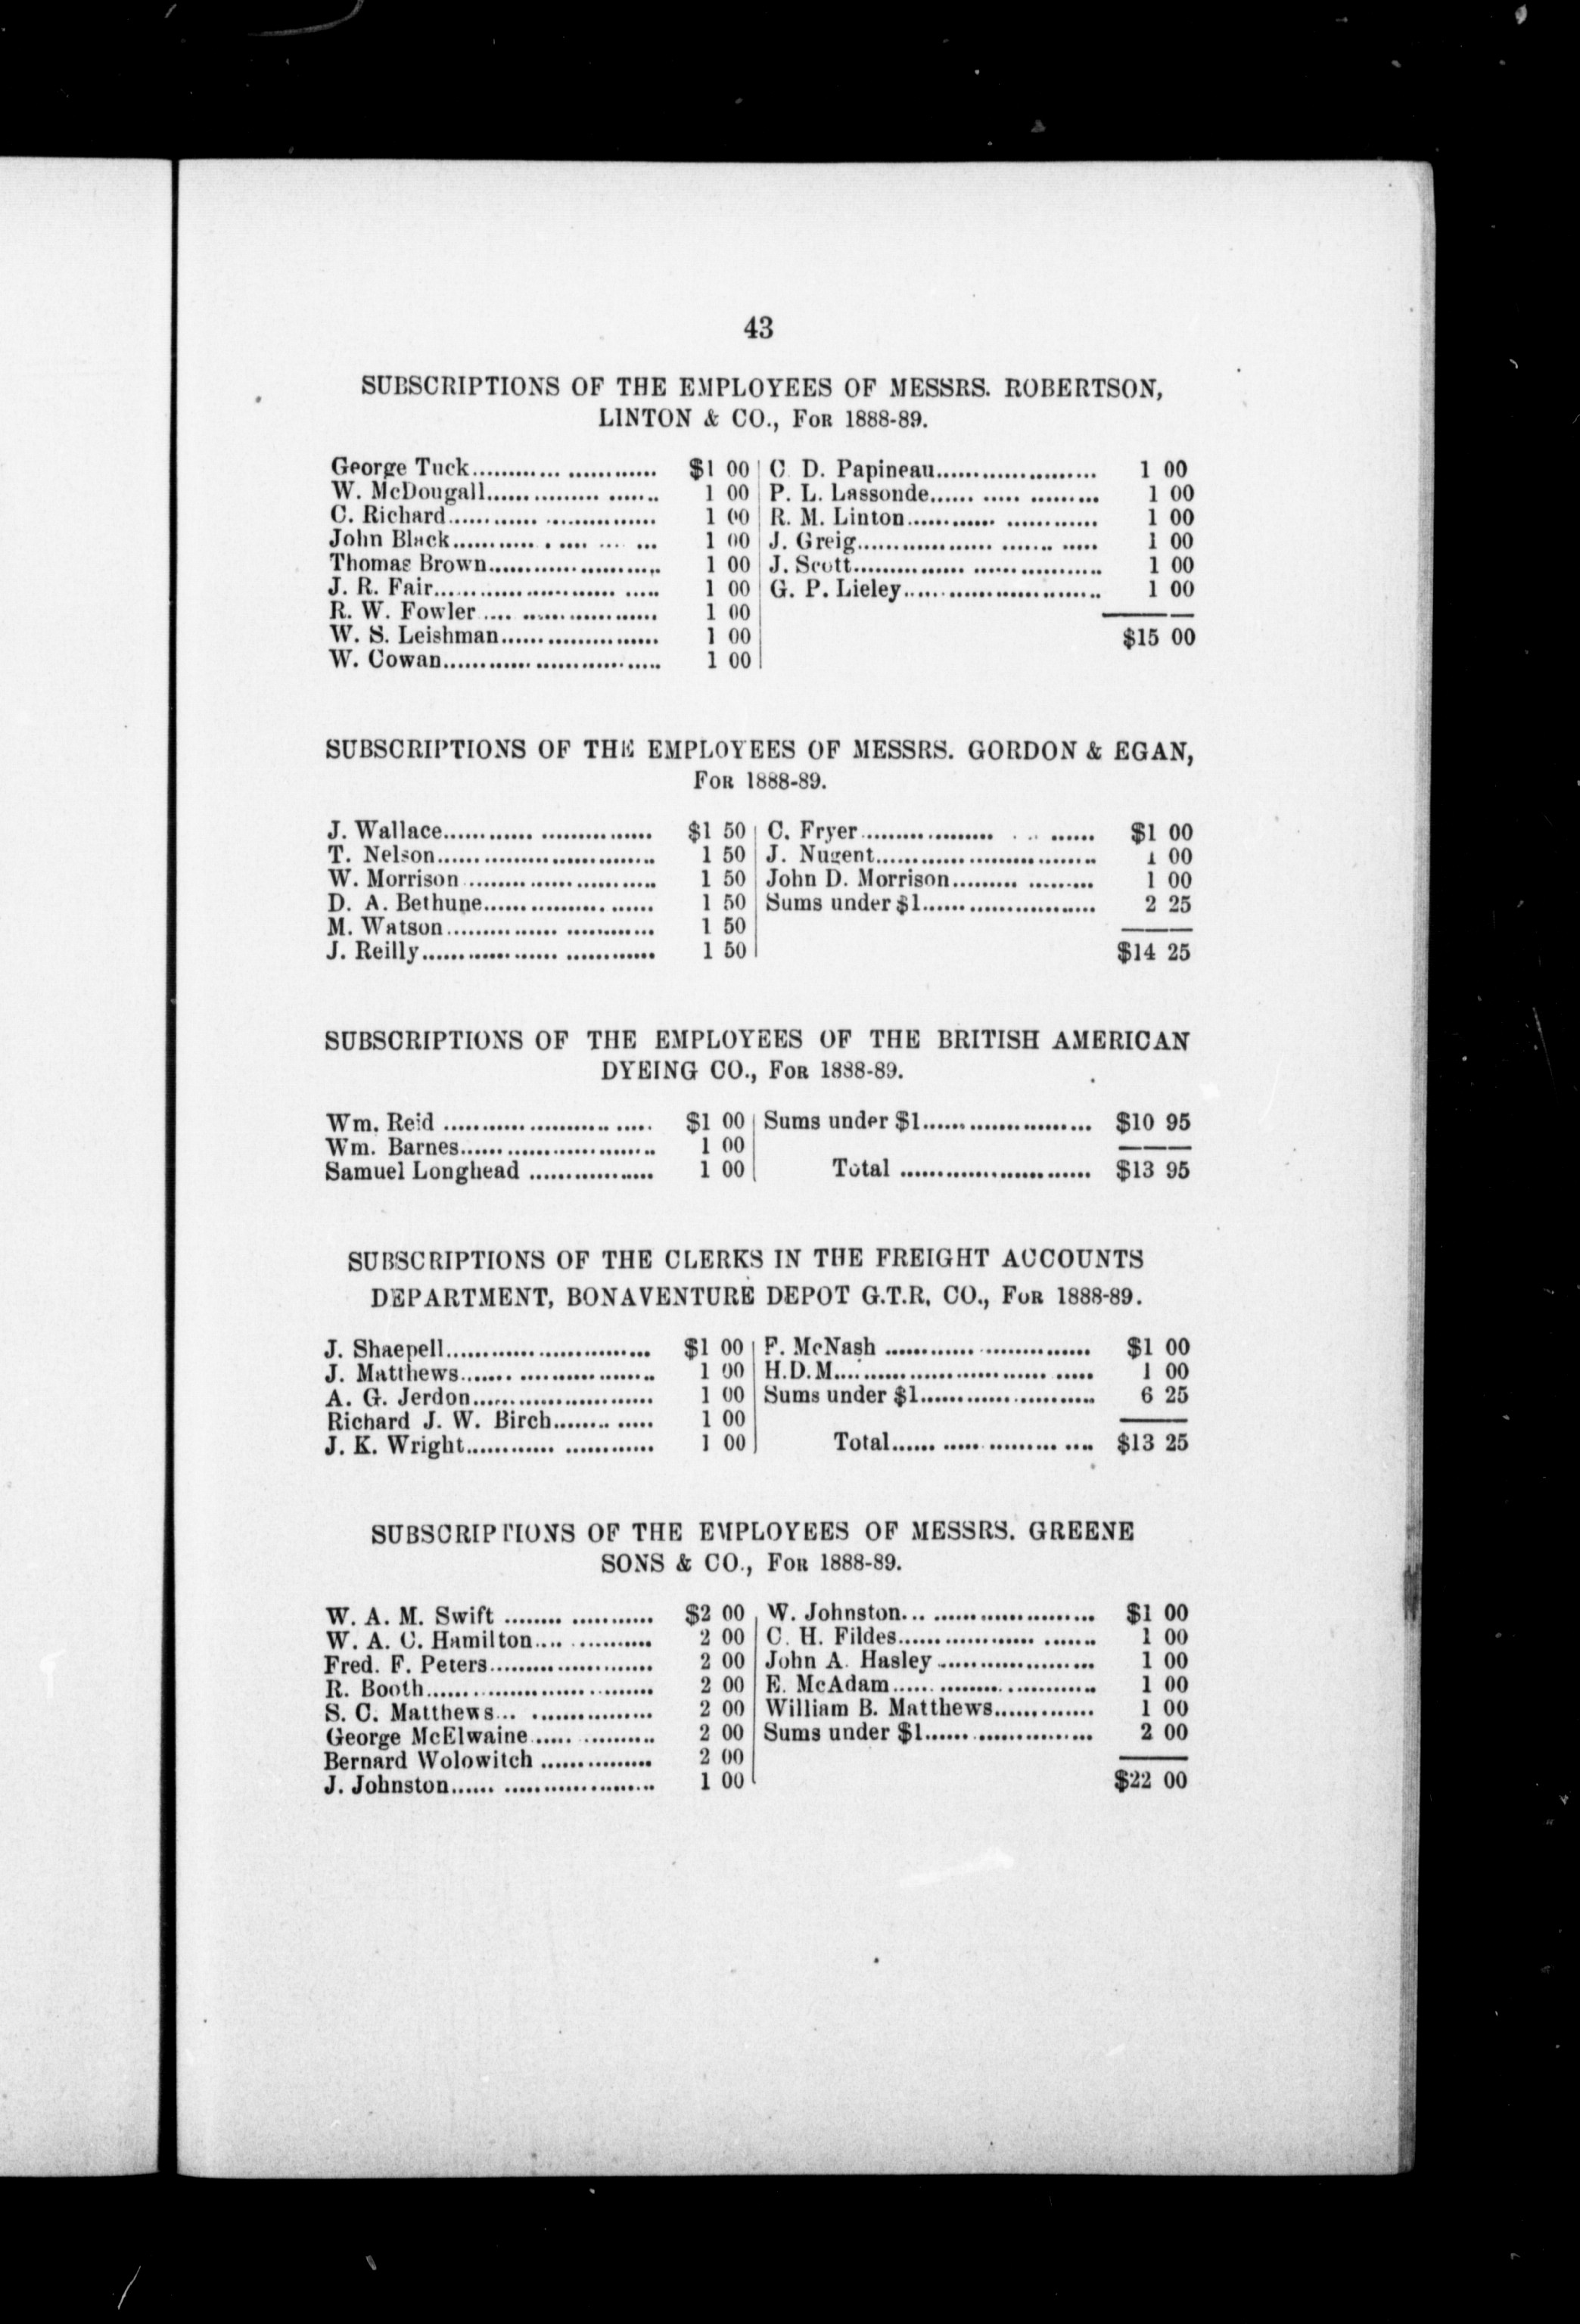 43
SUBSCRIPTIONS OF THE EMPLOYEES OF MESSRS. ROBERTSON,
LINTON & CO., FOR 1888-89.
George Tuck........................ $1 00
W. McDougall...................... 1 00
C. Richard........................... 1 00
John Black........................... 1 00
Thomas Brown....................... 1 00
J. R. Fair.............................. 1 00
R. W. Fowler....................... 1 00
W. S. Leishman..................... 1 00
W. Cowan............................. 1 00
C. D. Papineau...................... 1 00
P. L. Lassonde...................... 1 00
R. M. Linton........................ 1 00
J. Greig.............................. 1 00
J. Scott................................ 1 00
G. P. Lieley.......................... 1 00
$15 00
SUBSCRIPTIONS OF THE EMPLOYEES OF MESSRS. GORDON & EGAN,
FOR 1888-89.
J. Wallace........................... $1 50
T. Nelson............................. 1 50
W. Morrison......................... 1 50
D. A. Bethune...................... 1 50
M. Watson........................... 1 50
J. Reilly.............................. 1 50
C. Fryer.............................. $1 00
J. Nugent............................. 1 00
John D. Morrison.................. 1 00
Sums under $1....................... 2 25
$14 25
SUBSCRIPTIONS OF THE EMPLOYEES OF THE BRITISH AMERICAN
DYEING CO., FOR 1888-89.
Wm. Reid ........................... $1 00
Wm. Barnes.......................... 1 00
Samuel Longhead ................. 1 00
Sums under $1....................... $10 95
Total .......................... $13 95
SUBSCRIPTIONS OF THE CLERKS IN THE FREIGHT ACCOUNTS
DEPARTMENT, BONAVENTURE DEPOT G.T.R. CO., FOR 1888-89.
J. Shaepell............................ $1 00
J. Matthews.......................... 1 00
A. G. Jerdon......................... 1 00
Richard J. W. Birch............. 1 00
J. K. Wright........................ 1 00
F. McNash ........................... $1 00
H.D.M................................. 1 00
Sums under $1........................ 6 25
Total........................ $13 25
SUBSCRIPTIONS OF THE EMPLOYEES OF MESSRS. GREENE
SONS & CO., FOR 1888-89.
W. A. M. Swift ................... $2 00
W. A. C. Hamilton............... 2 00
Fred. F. Peters...................... 2 00
R. Booth.............................. 2 00
S. C. Matthews................... 2 00
George McElwaine................ 2 00
Bernard Wolowitch ............... 2 00
J. Johnston.......................... 1 00
W. Johnston......................... $1 00
C. H. Fildes......................... 1 00
John A. Hasley..................... 1 00
E. McAdam........................... 1 00
William B. Matthews............. 1 00
Sums under $1....................... 2 00
$22 00